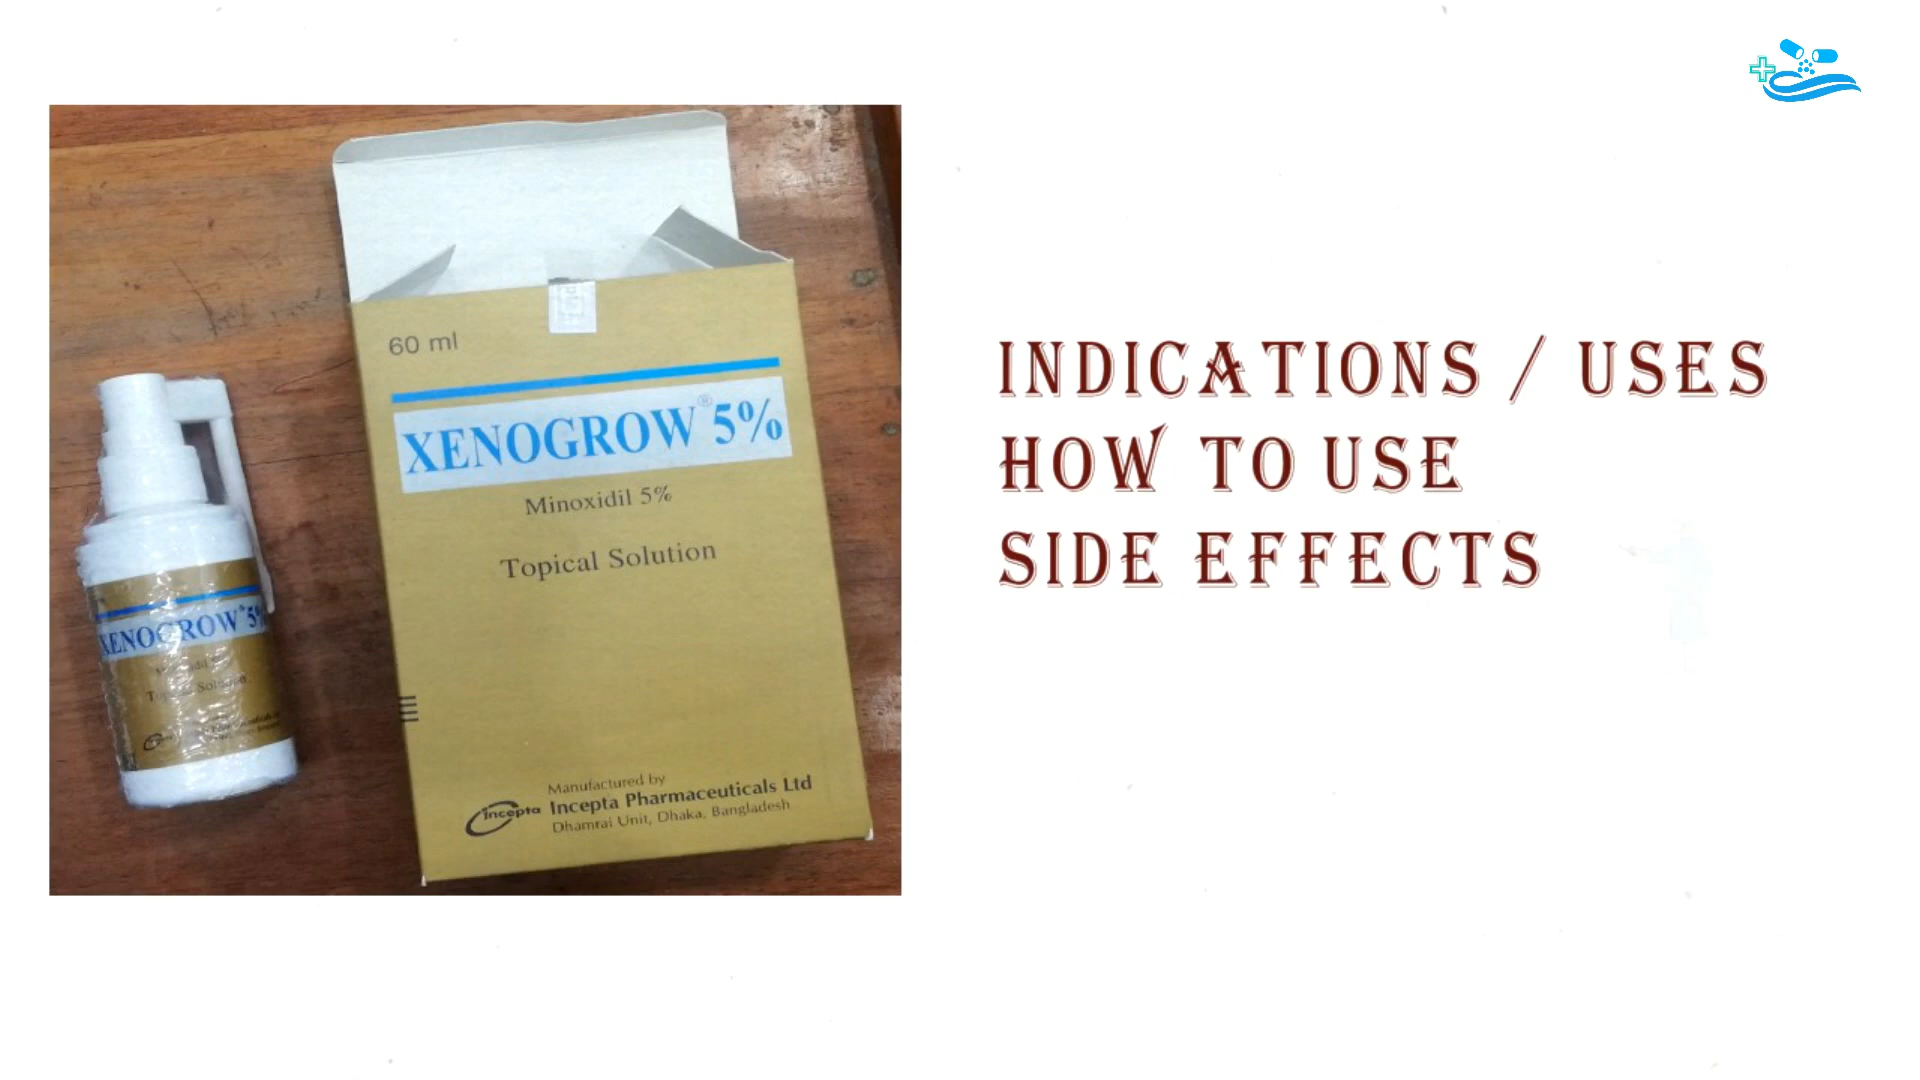 60 ml
XENOGROW® 5%
Minoxidil 5%
Topical Solution
Manufactured by
incepta Incepta Pharmaceuticals Ltd
Dhamrai Unit, Dhaka, Bangladesh
XENOGROW® 5%
INDICATIONS / USES
HOW TO USE
SIDE EFFECTS